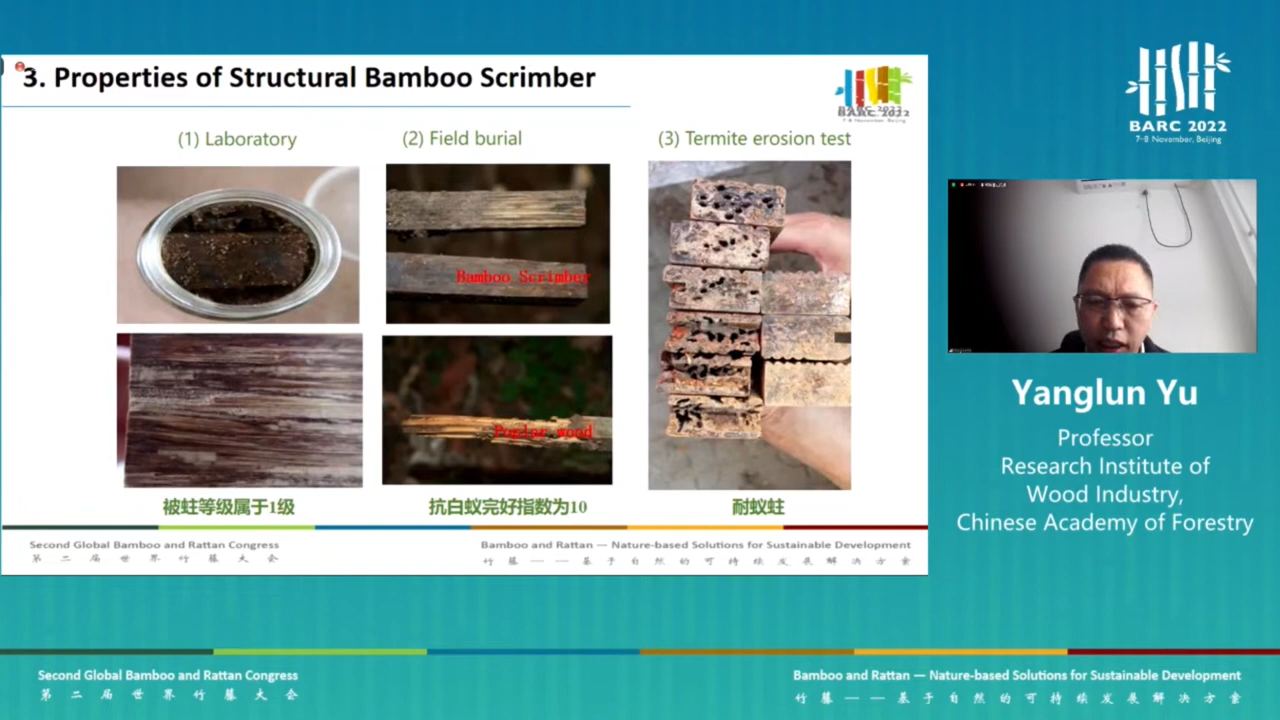 3. Properties of Structural Bamboo Scrimber
BARC 2022
7-8 November, Beijing
(1) Laboratory
(2) Field burial
(3) Termite erosion test
Bamboo Scrimber
Poplar wood
被蛀等级属于1级
抗白蚁完好指数为10
耐蚁蛀
Second Global Bamboo and Rattan Congress
第二届世界竹藤大会
Bamboo and Rattan — Nature-based Solutions for Sustainable Development
竹藤——基于自然的可持续发展解决方案
BARC 2022
7-8 November, Beijing
Yanglun Yu
Professor
Research Institute of
Wood Industry,
Chinese Academy of Forestry
Second Global Bamboo and Rattan Congress
第二届世界竹藤大会
Bamboo and Rattan — Nature-based Solutions for Sustainable Development
竹藤——基于自然的可持续发展解决方案